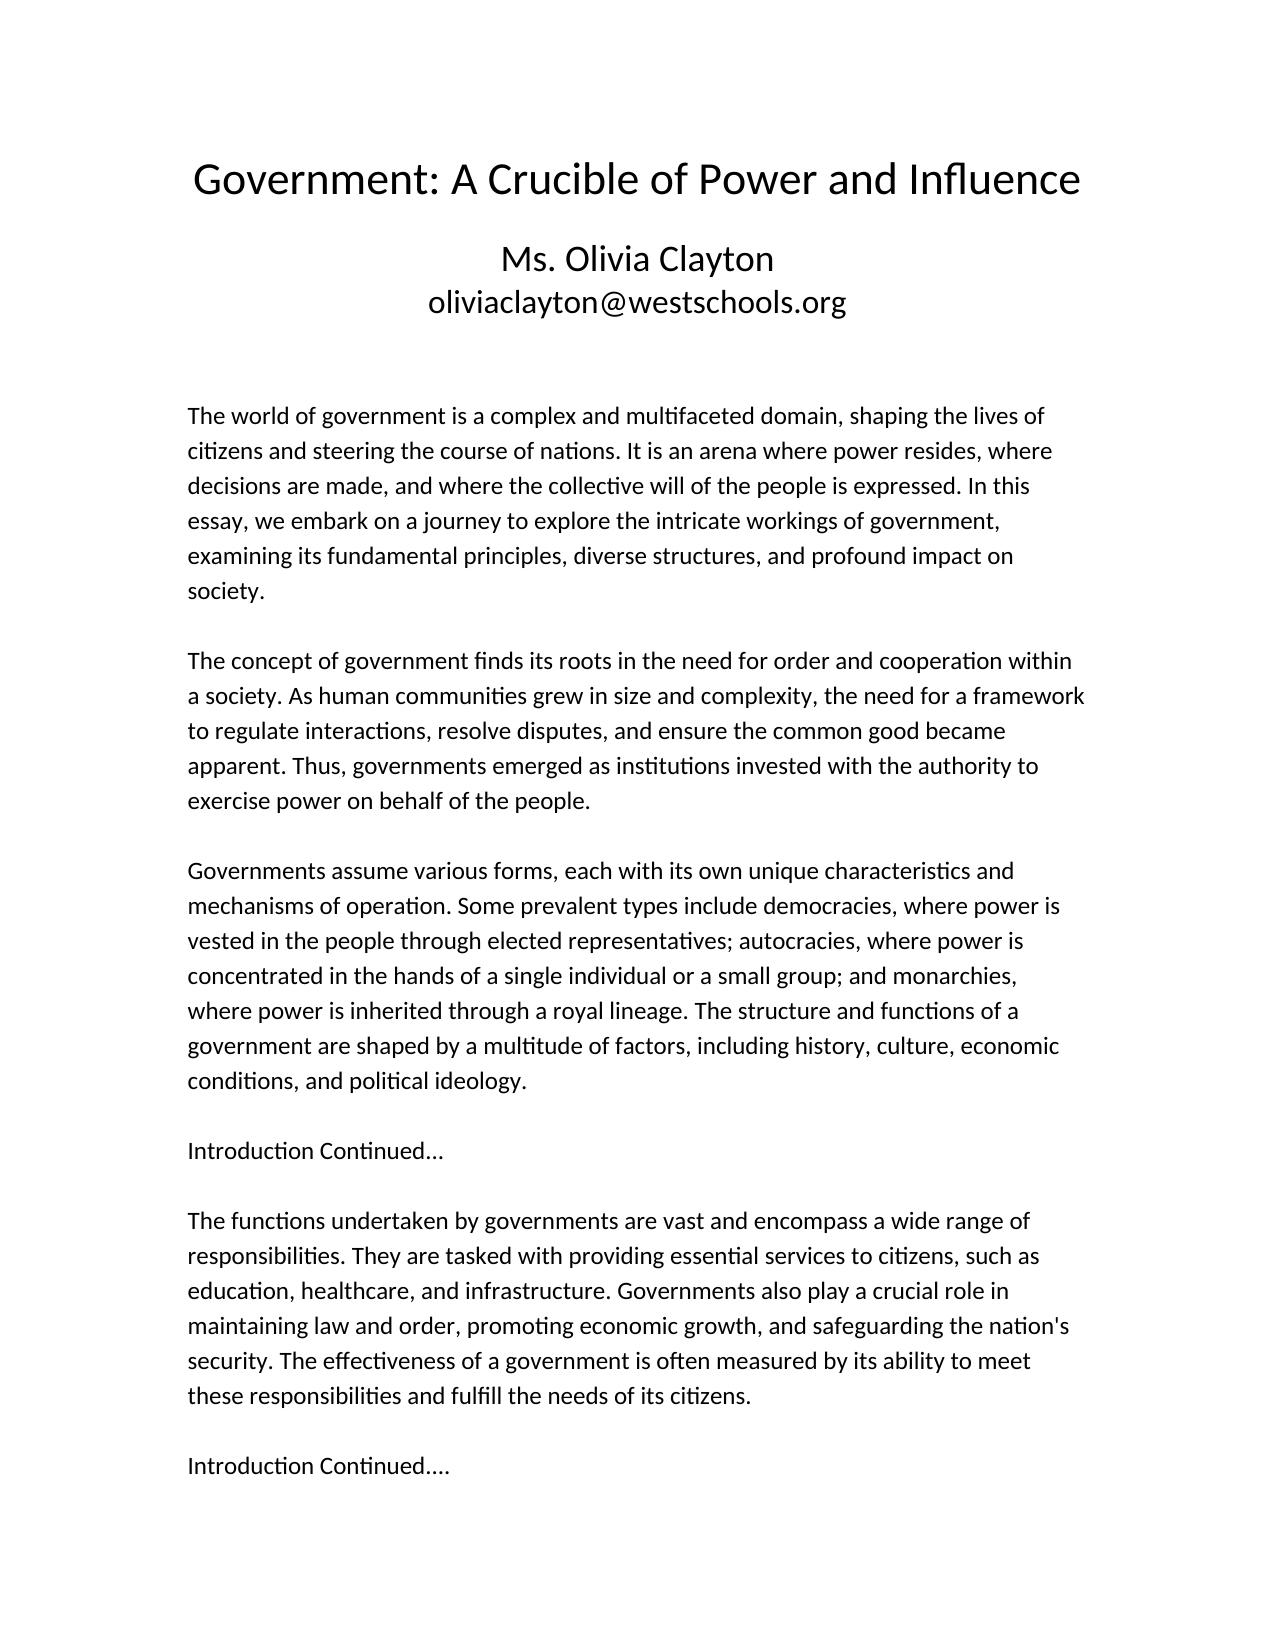 Government: A Crucible of Power and Influence
Ms. Olivia Clayton
oliviaclayton@westschools.org
The world of government is a complex and multifaceted domain, shaping the lives of
citizens and steering the course of nations. It is an arena where power resides, where
decisions are made, and where the collective will of the people is expressed. In this
essay, we embark on a journey to explore the intricate workings of government,
examining its fundamental principles, diverse structures, and profound impact on
society.
The concept of government finds its roots in the need for order and cooperation within
a society. As human communities grew in size and complexity, the need for a framework
to regulate interactions, resolve disputes, and ensure the common good became
apparent. Thus, governments emerged as institutions invested with the authority to
exercise power on behalf of the people.
Governments assume various forms, each with its own unique characteristics and
mechanisms of operation. Some prevalent types include democracies, where power is
vested in the people through elected representatives; autocracies, where power is
concentrated in the hands of a single individual or a small group; and monarchies,
where power is inherited through a royal lineage. The structure and functions of a
government are shaped by a multitude of factors, including history, culture, economic
conditions, and political ideology.
Introduction Continued...
The functions undertaken by governments are vast and encompass a wide range of
responsibilities. They are tasked with providing essential services to citizens, such as
education, healthcare, and infrastructure. Governments also play a crucial role in
maintaining law and order, promoting economic growth, and safeguarding the nation's
security. The effectiveness of a government is often measured by its ability to meet
these responsibilities and fulfill the needs of its citizens.
Introduction Continued....